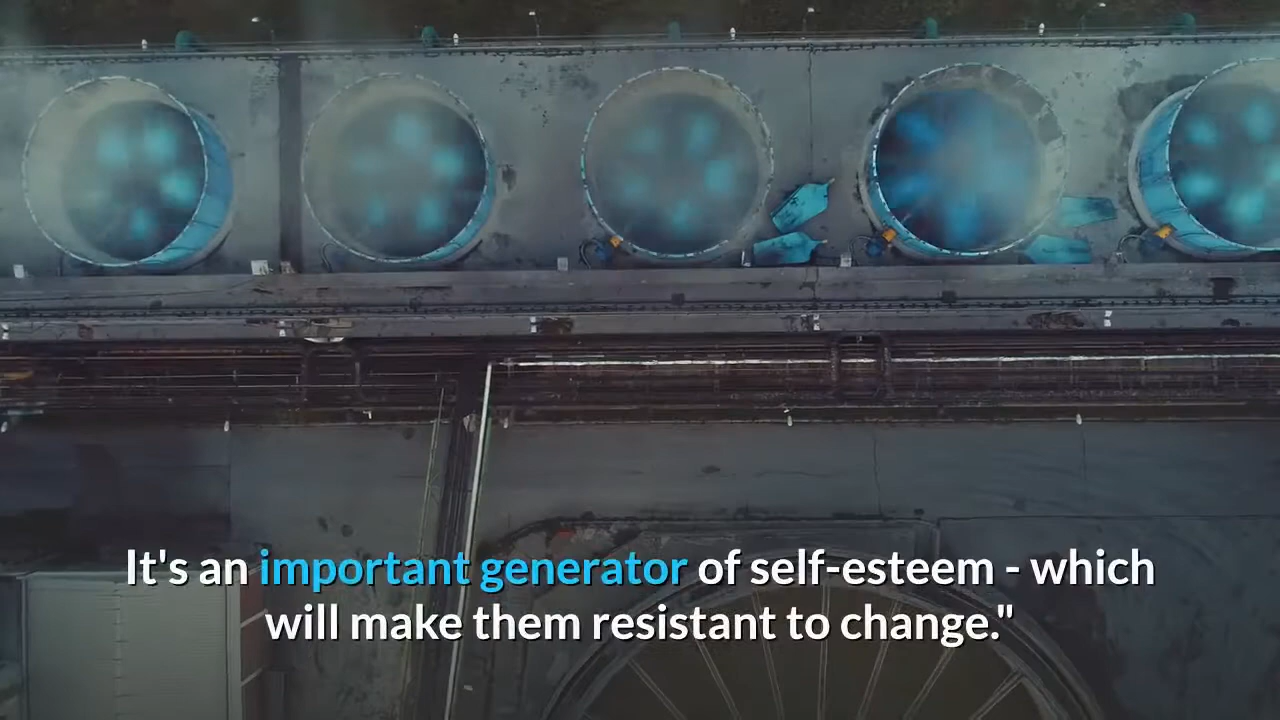 It's an important generator of self-esteem - which
will make them resistant to change."